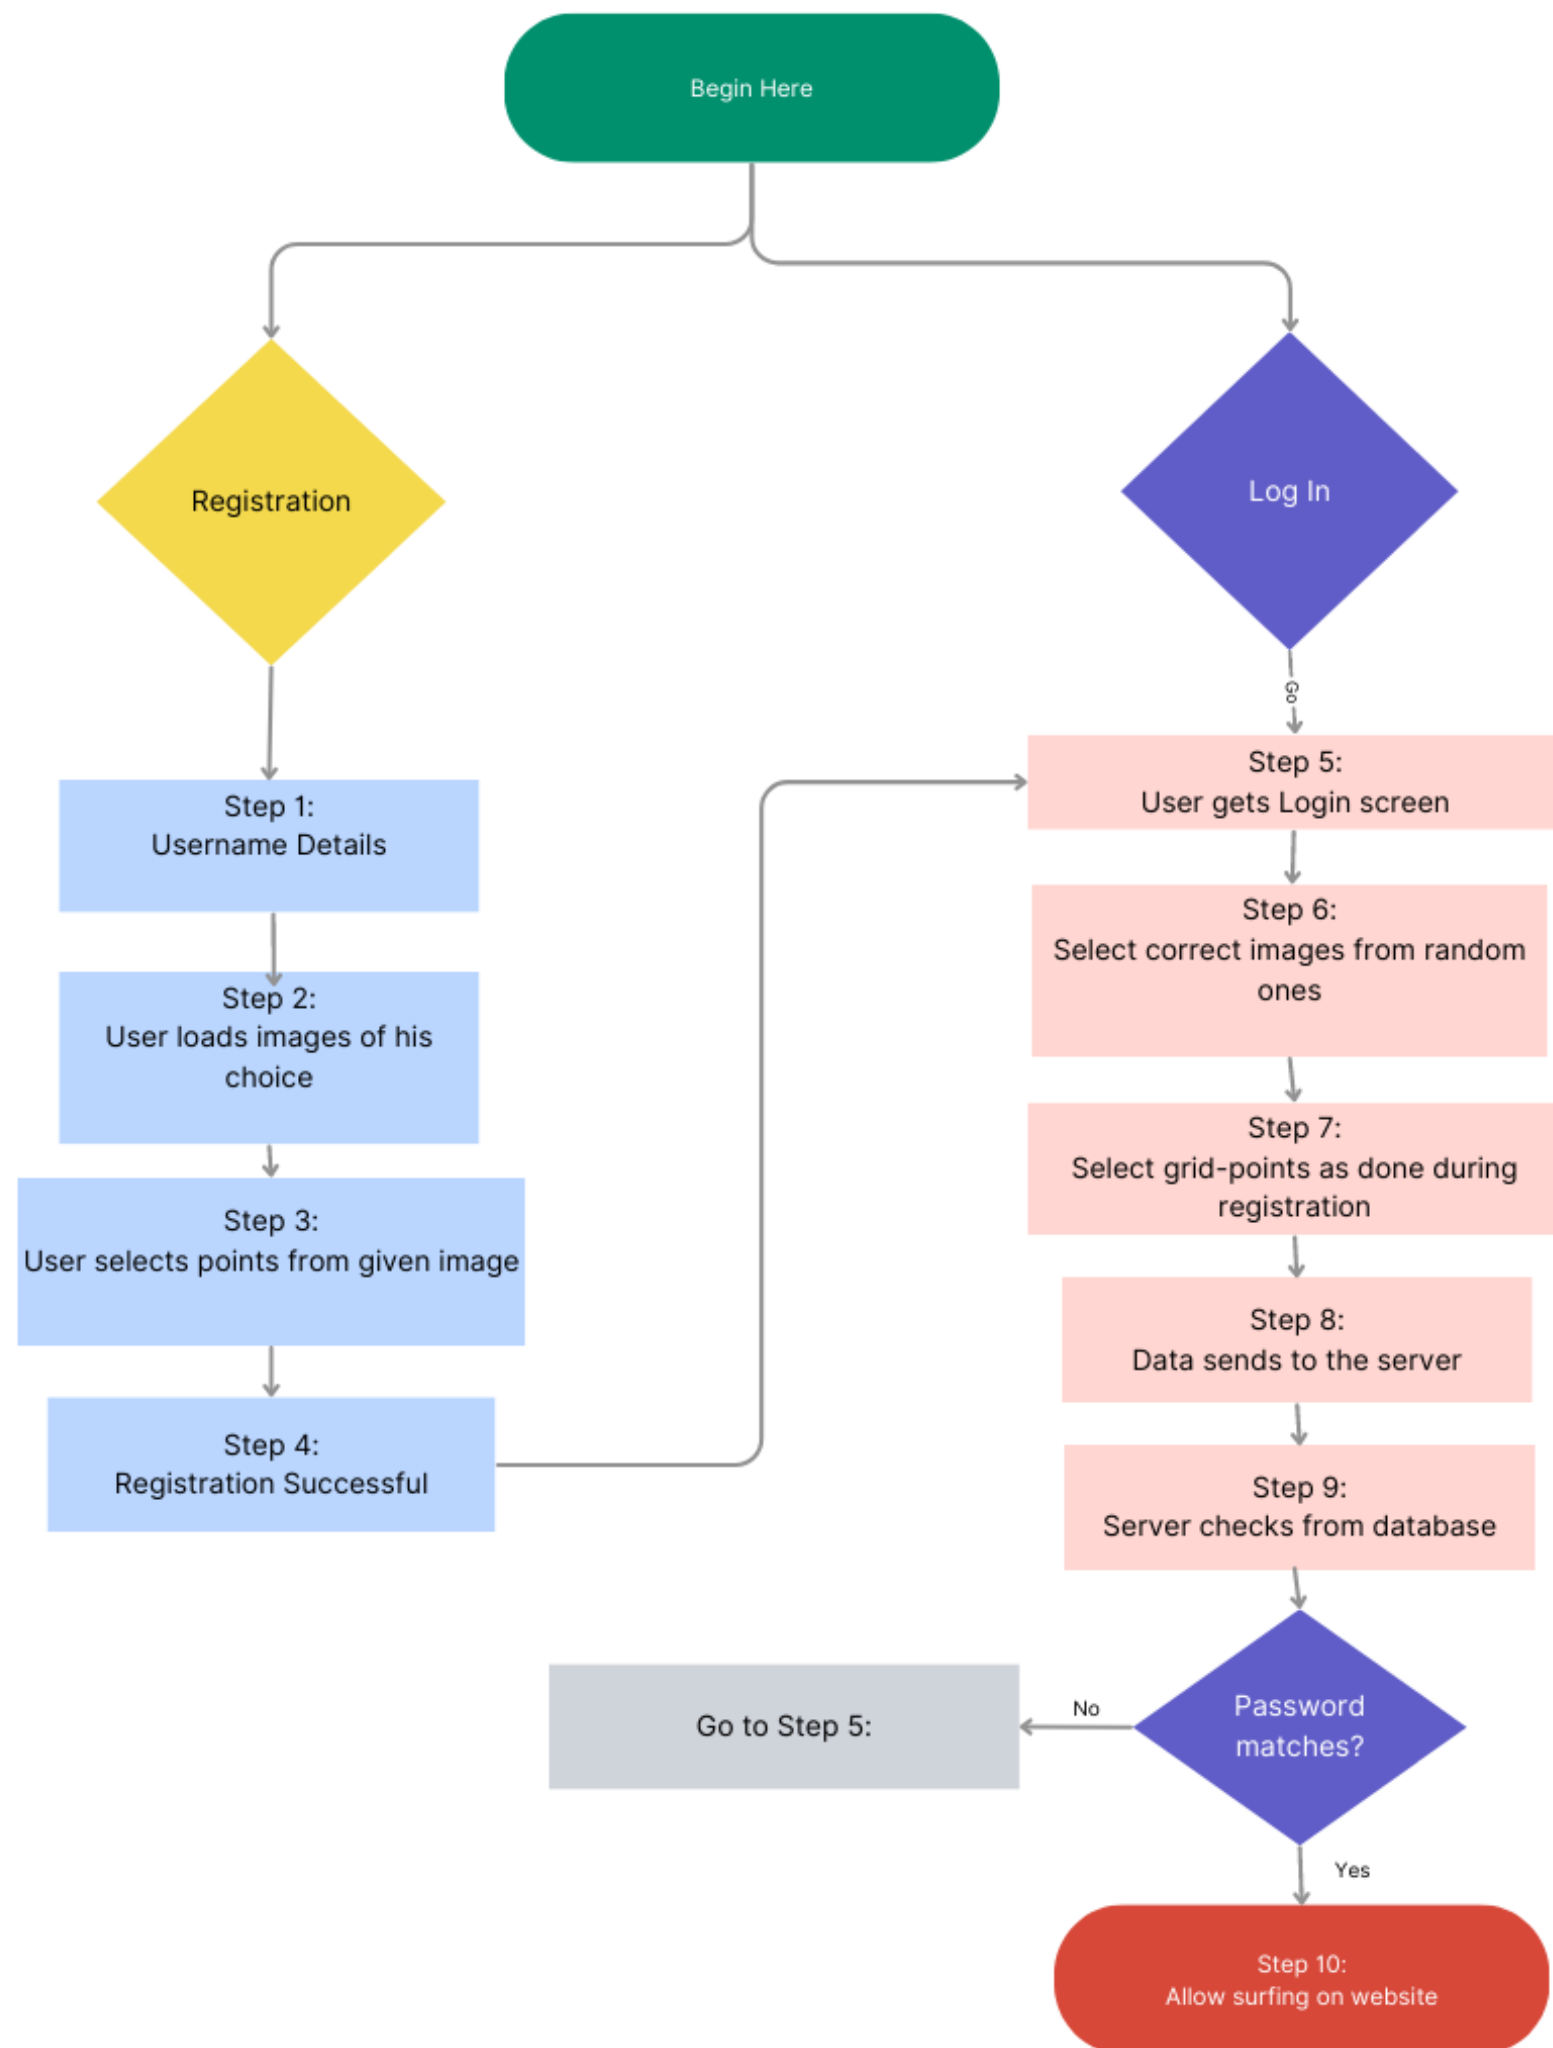 Begin Here
Registration
Log In
Go
Step 1:
Username Details
Step 2:
User loads images of his
choice
Step 3:
User selects points from given image
Step 4:
Registration Successful
Step 5:
User gets Login screen
Step 6:
Select correct images from random
ones
Step 7:
Select grid-points as done during
registration
Step 8:
Data sends to the server
Step 9:
Server checks from database
Password
matches?
No
Go to Step 5:
Yes
Step 10:
Allow surfing on website